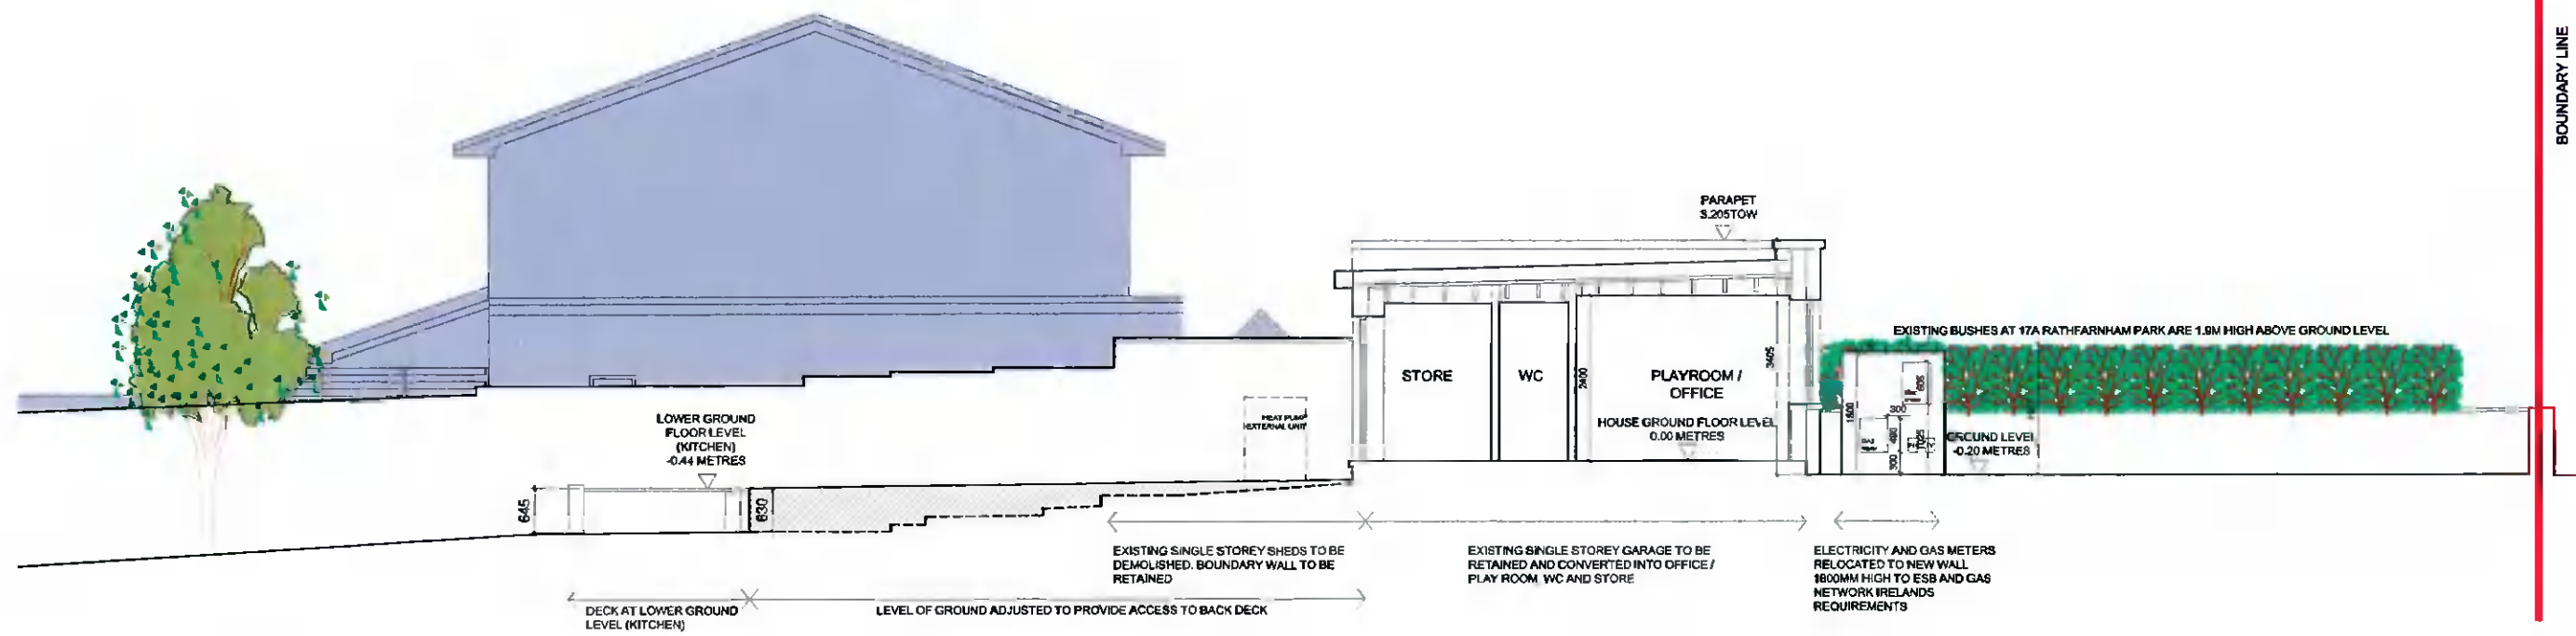 BOUNDARY LINE
PARAPET
3.205TOW
EXISTING BUSHES AT 17A RATHFARNHAM PARK ARE 1.9M HIGH ABOVE GROUND LEVEL
STORE
WC
2400
PLAYROOM /
OFFICE
3405
HOUSE GROUND FLOOR LEVEL
0.00 METRES
HEAT PUMP
EXTERNAL UNIT
LOWER GROUND
FLOOR LEVEL
(KITCHEN)
-0.44 METRES
1800
605
300
490
1025
300
GROUND LEVEL
-0.20 METRES
645
630
EXISTING SINGLE STOREY SHEDS TO BE
DEMOLISHED. BOUNDARY WALL TO BE
RETAINED
EXISTING SINGLE STOREY GARAGE TO BE
RETAINED AND CONVERTED INTO OFFICE /
PLAY ROOM, WC AND STORE
ELECTRICITY AND GAS METERS
RELOCATED TO NEW WALL
1800MM HIGH TO ESB AND GAS
NETWORK IRELANDS
REQUIREMENTS
DECK AT LOWER GROUND
LEVEL (KITCHEN)
LEVEL OF GROUND ADJUSTED TO PROVIDE ACCESS TO BACK DECK